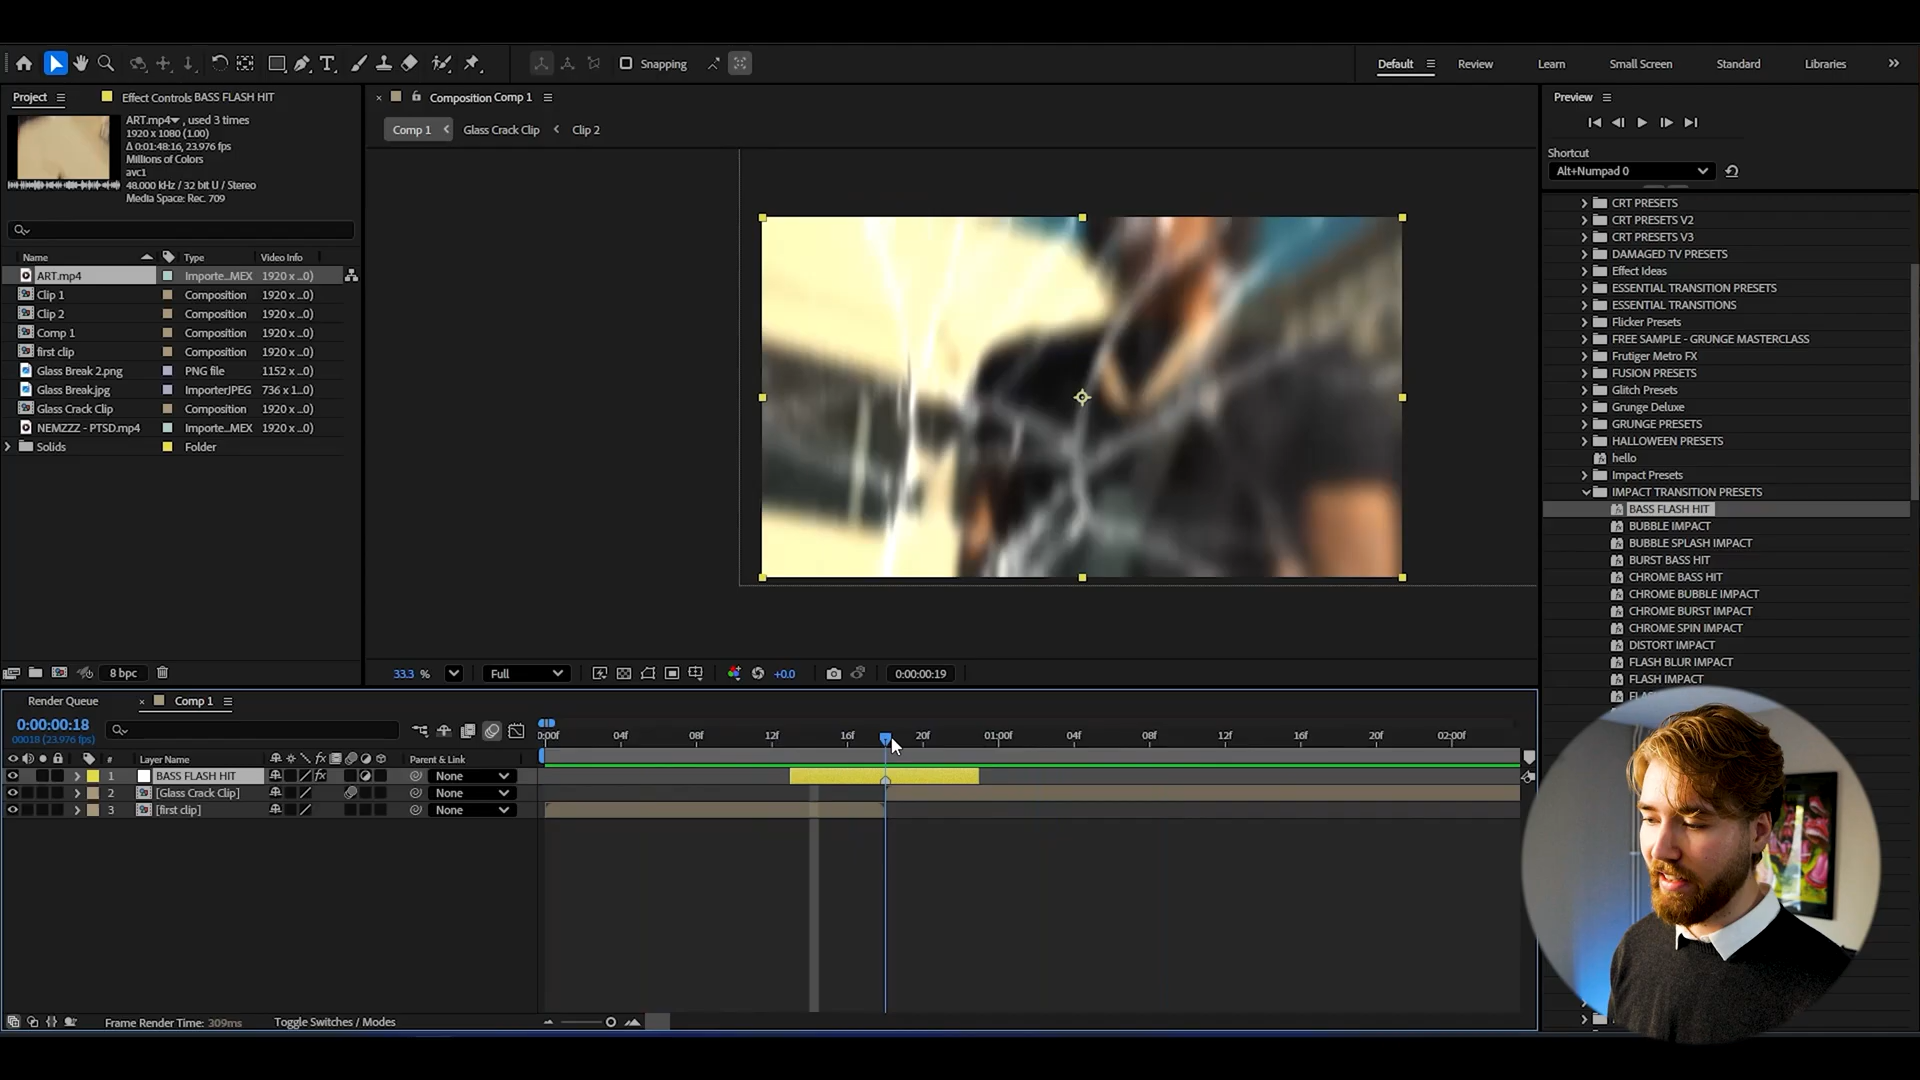 Snapping
Default
Review
Learn
Small Screen
Standard
Libraries
Project
Effect Controls BASS FLASH HIT
ART.mp4 , used 3 times
1920 x 1080 (1.00)
Δ 0:01:48:16, 23.976 fps
Millions of Colors
avc1
48.000 kHz / 32 bit U / Stereo
Media Space: Rec. 709
Name Type Video Info
ART.mp4 Importe...MEX 1920 x ...0)
Clip 1 Composition 1920 x ...0)
Clip 2 Composition 1920 x ...0)
Comp 1 Composition 1920 x ...0)
first clip Composition 1920 x ...0)
Glass Break 2.png PNG file 1152 x ...0)
Glass Break.jpg ImporterJPEG 736 x 1...0)
Glass Crack Clip Composition 1920 x ...0)
NEMZZZ - PTSD.mp4 Importe...MEX 1920 x ...0)
Solids Folder
8 bpc
Composition Comp 1
Comp 1 Glass Crack Clip Clip 2
33.3 % Full +0.0 0:00:00:19
Preview
Shortcut
Alt+Numpad 0
CRT PRESETS
CRT PRESETS V2
CRT PRESETS V3
DAMAGED TV PRESETS
Effect Ideas
ESSENTIAL TRANSITION PRESETS
ESSENTIAL TRANSITIONS
Flicker Presets
FREE SAMPLE - GRUNGE MASTERCLASS
Frutiger Metro FX
FUSION PRESETS
Glitch Presets
Grunge Deluxe
GRUNGE PRESETS
HALLOWEEN PRESETS
hello
Impact Presets
IMPACT TRANSITION PRESETS
BASS FLASH HIT
BUBBLE IMPACT
BUBBLE SPLASH IMPACT
BURST BASS HIT
CHROME BASS HIT
CHROME BUBBLE IMPACT
CHROME BURST IMPACT
CHROME SPIN IMPACT
DISTORT IMPACT
FLASH BLUR IMPACT
FLASH IMPACT
Render Queue
Comp 1
0:00:00:18
00018 (23.976 fps)
0:00f 04f 08f 12f 16f 20f 01:00f 04f 08f 12f 16f 20f 02:00f
# Layer Name Parent & Link
1 BASS FLASH HIT None
2 [Glass Crack Clip] None
3 [first clip] None
Frame Render Time: 309ms
Toggle Switches / Modes